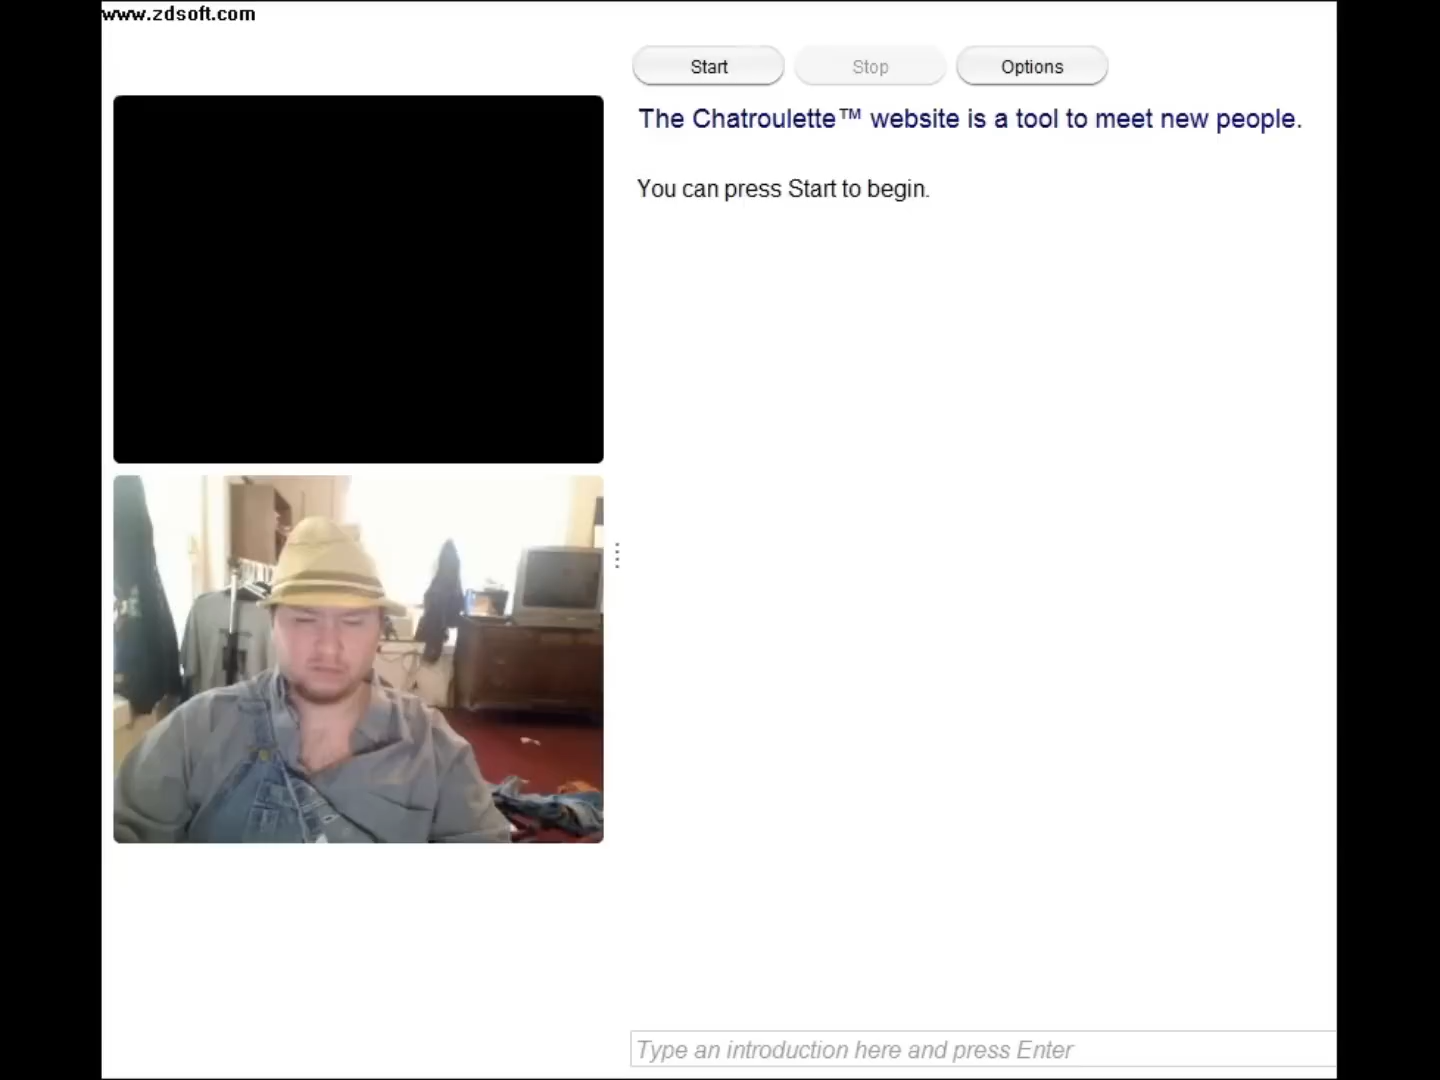 www.zdsoft.com
Start
Stop
Options
The Chatroulette™ website is a tool to meet new people.
You can press Start to begin.
Type an introduction here and press Enter